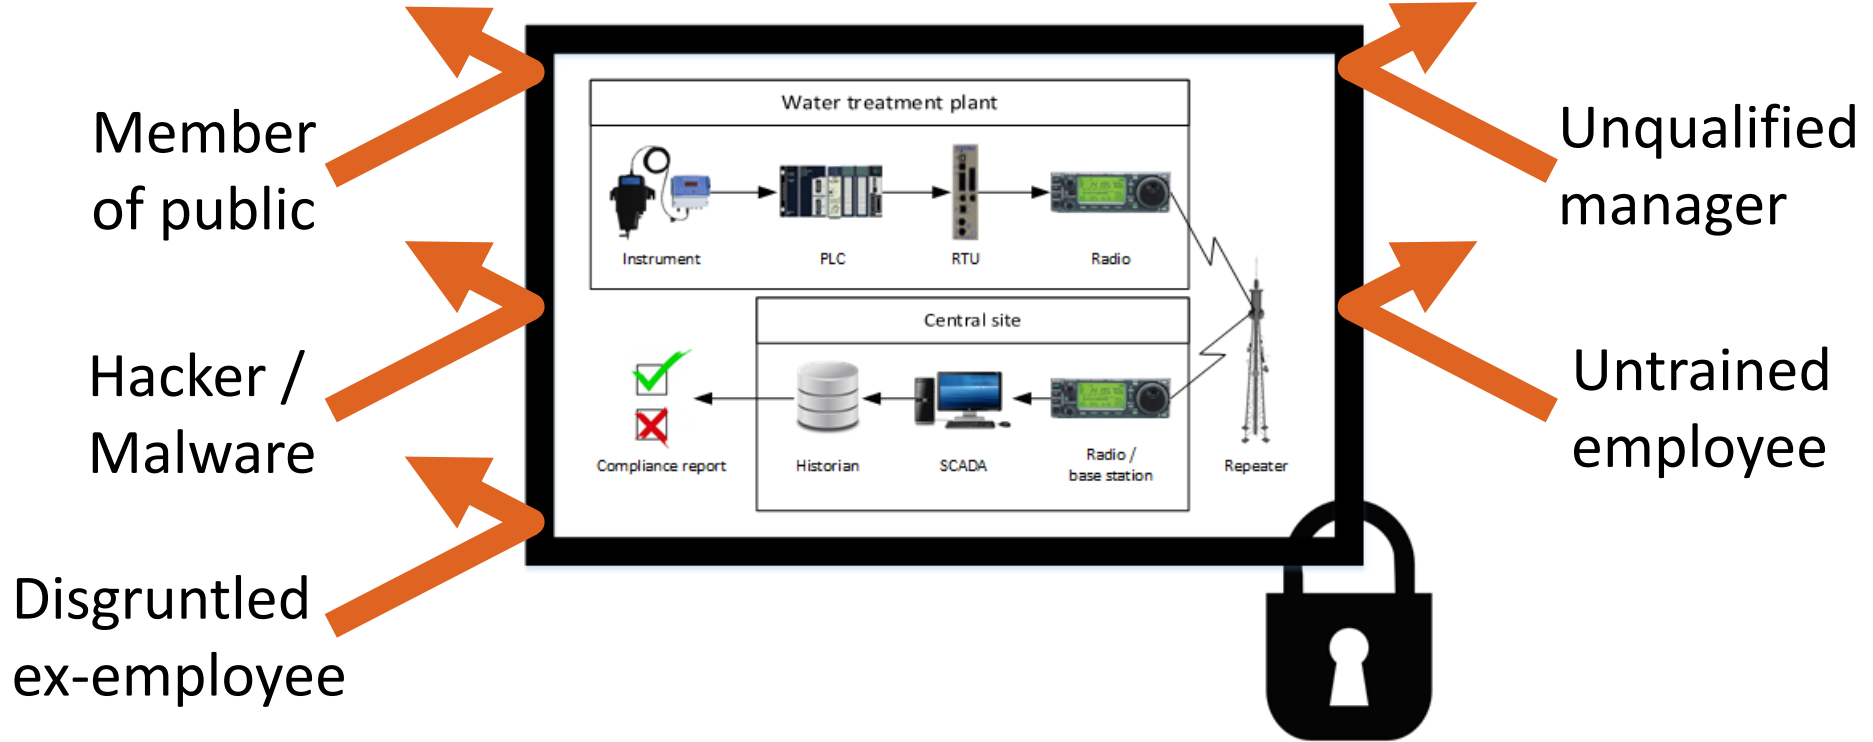 Member
of public
Hacker /
Malware
Disgruntled
ex-employee
Water treatment plant
Instrument
PLC
RTU
Radio
Central site
Compliance report
Historian
SCADA
Radio /
base station
Repeater
Unqualified
manager
Untrained
employee